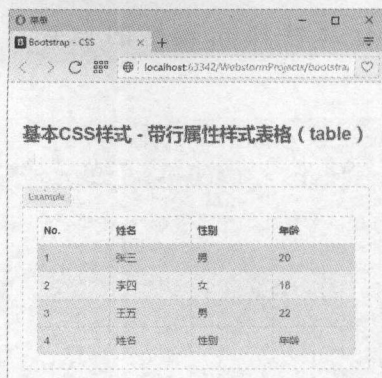 菜单
Bootstrap - CSS
localhost:63342/WebstormProjects/bootstra
基本CSS样式 - 带行属性样式表格（table）
Example
No. 姓名 性别 年龄
1 张三 男 20
2 李四 女 18
3 王五 男 22
4 姓名 性别 年龄